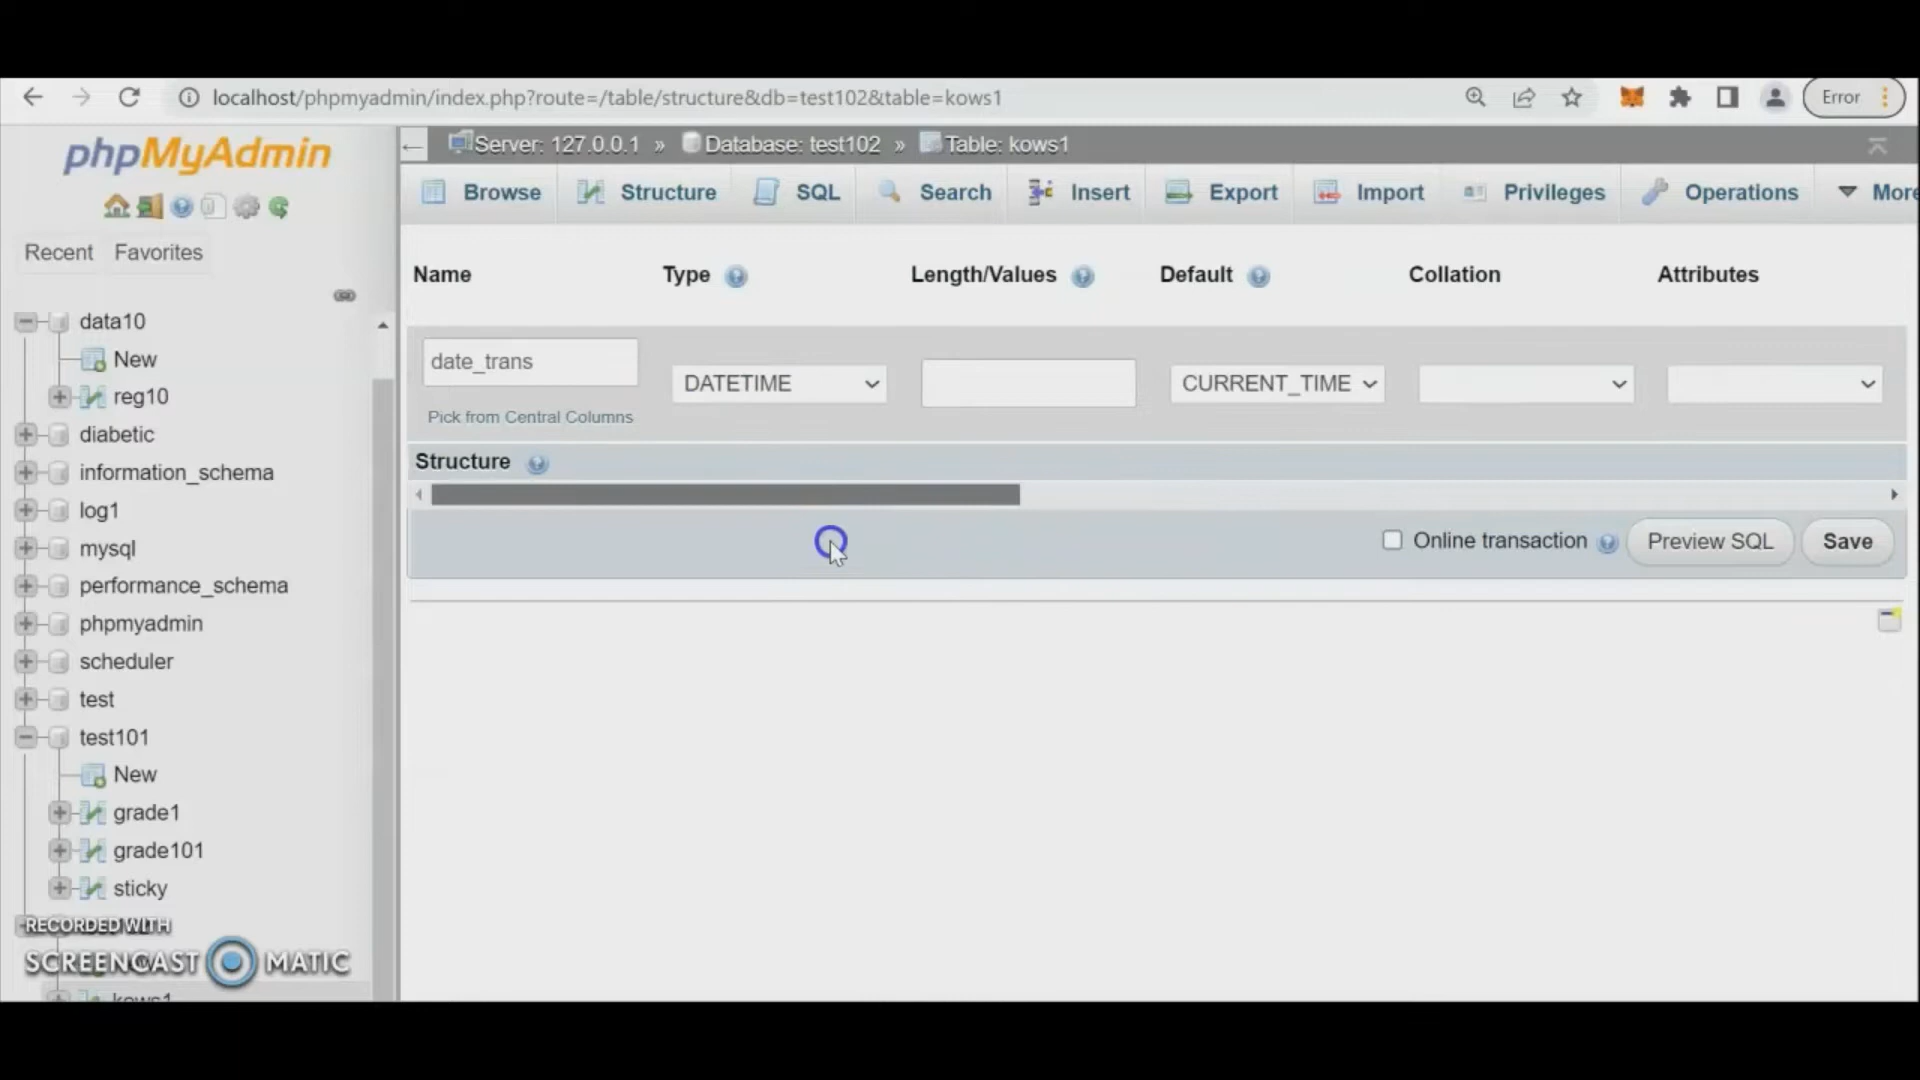 localhost/phpmyadmin/index.php?route=/table/structure&db=test102&table=kows1
Error
phpMyAdmin
Server: 127.0.0.1 » Database: test102 » Table: kows1
Browse Structure SQL Search Insert Export Import Privileges Operations More
Recent Favorites
Name Type Length/Values Default Collation Attributes
date_trans
DATETIME
CURRENT_TIME
Pick from Central Columns
Structure
Online transaction Preview SQL Save
data10
New
reg10
diabetic
information_schema
log1
mysql
performance_schema
phpmyadmin
scheduler
test
test101
New
grade1
grade101
sticky
RECORDED WITH
SCREENCAST MATIC
kows1